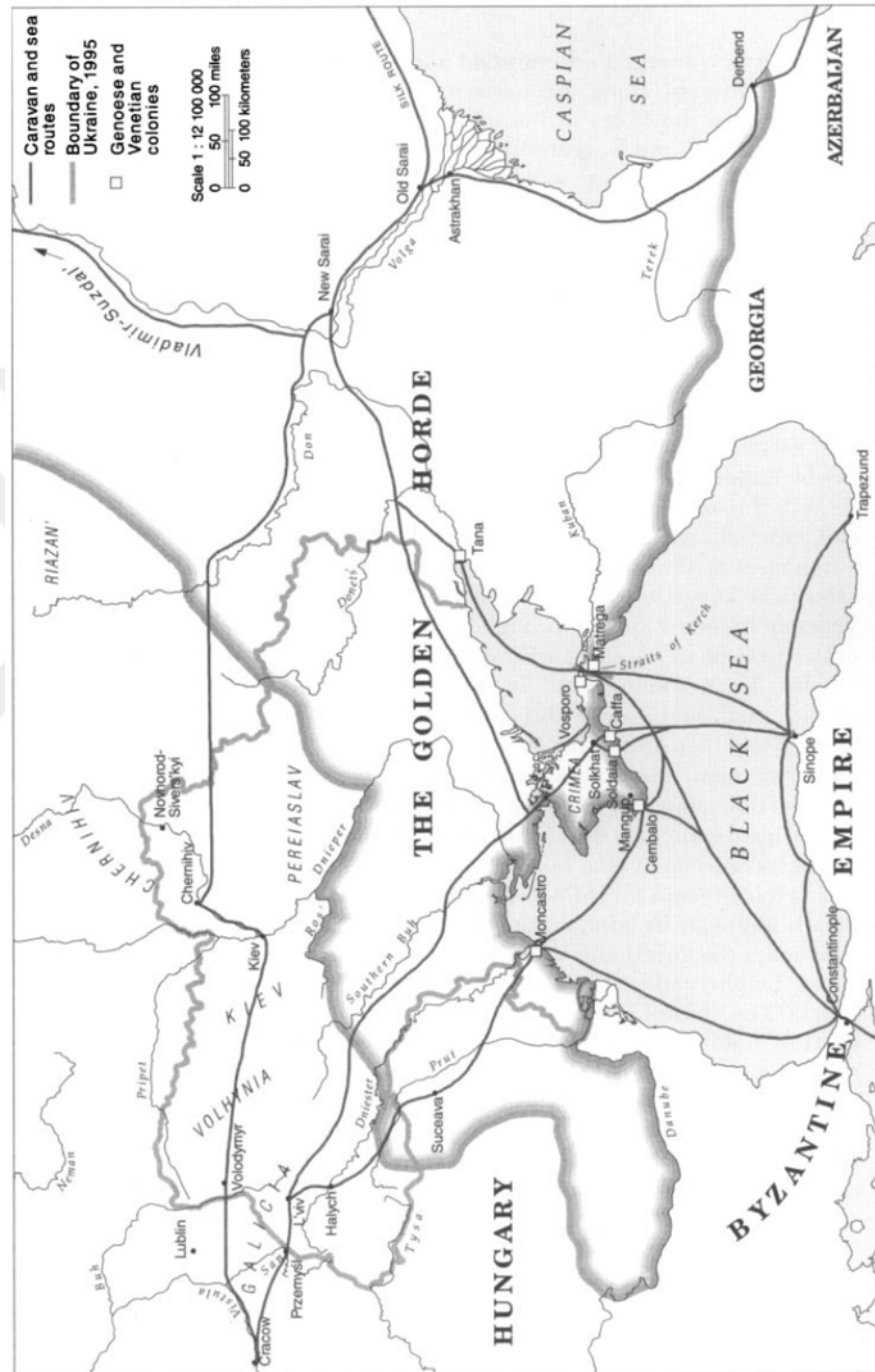 Caravan and sea
routes
Boundary of
Ukraine, 1995
Genoese and
Venetian
colonies
Scale 1 : 12 100 000
0 50 100 miles
0 50 100 kilometers
Neman
Buh
Lublin
Vistula
Cracow
San
Przemyśl
GALICIA
L'viv
Halych
Volodymyr
VOLHYNIA
Pripet
KIEV
Kiev
Desna
CHERNIHIV
Chernihiv
Novhorod-
Sivers'kyi
PEREIASLAV
Dnieper
Ros'
Southern Buh
Dniester
Prut
Suceava
Tysa
HUNGARY
Danube
RIAZAN'
Don
Donets'
Vladimir-Suzdal'
New Sarai
Volga
Old Sarai
SILK ROUTE
Astrakhan
CASPIAN
SEA
Derbend
AZERBAIJAN
Terek
GEORGIA
Kuban
THE GOLDEN HORDE
Tana
Matrega
Straits of Kerch
Vosporo
Caffa
Solkhat
Soldaia
CRIMEA
Mangup
Cembalo
Moncastro
BLACK SEA
Trapezund
Sinope
Constantinople
BYZANTINE EMPIRE